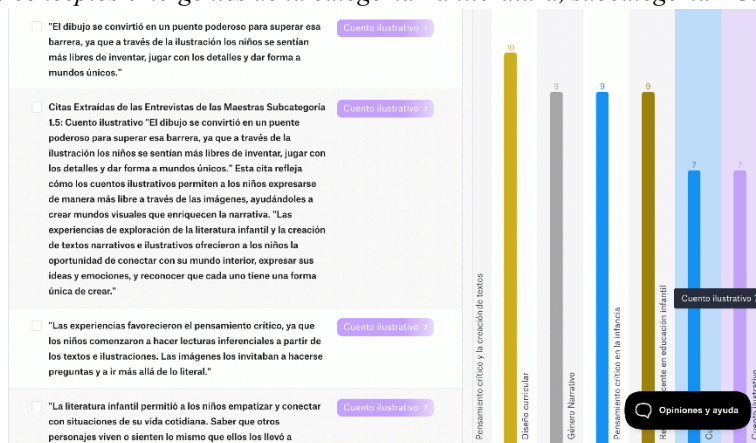 "El dibujo se convirtió en un puente poderoso para superar esa
barrera, ya que a través de la ilustración los niños se sentían
más libres de inventar, jugar con los detalles y dar forma a
mundos únicos."
Cuento ilustrativo 7
Citas Extraídas de las Entrevistas de las Maestras Subcategoría
1.5: Cuento ilustrativo "El dibujo se convirtió en un puente
poderoso para superar esa barrera, ya que a través de la
ilustración los niños se sentían más libres de inventar, jugar con
los detalles y dar forma a mundos únicos." Esta cita refleja
cómo los cuentos ilustrativos permiten a los niños expresarse
de manera más libre a través de las imágenes, ayudándoles a
crear mundos visuales que enriquecen la narrativa. "Las
experiencias de exploración de la literatura infantil y la creación
de textos narrativos e ilustrativos ofrecieron a los niños la
oportunidad de conectar con su mundo interior, expresar sus
ideas y emociones, y reconocer que cada uno tiene una forma
única de crear."
Cuento ilustrativo 7
"Las experiencias favorecieron el pensamiento crítico, ya que
los niños comenzaron a hacer lecturas inferenciales a partir de
los textos e ilustraciones. Las imágenes los invitaban a hacerse
preguntas y a ir más allá de lo literal."
Cuento ilustrativo 7
"La literatura infantil permitió a los niños empatizar y conectar
con situaciones de su vida cotidiana. Saber que otros
personajes viven o sienten lo mismo que ellos los llevó a
Cuento ilustrativo 7
10
9
9
9
7
7
Pensamiento crítico y la creación de textos
Diseño curricular
Género Narrativo
Pensamiento crítico en la infancia
cente en educación infantil
Cuento ilustrativo 7
Opiniones y ayuda